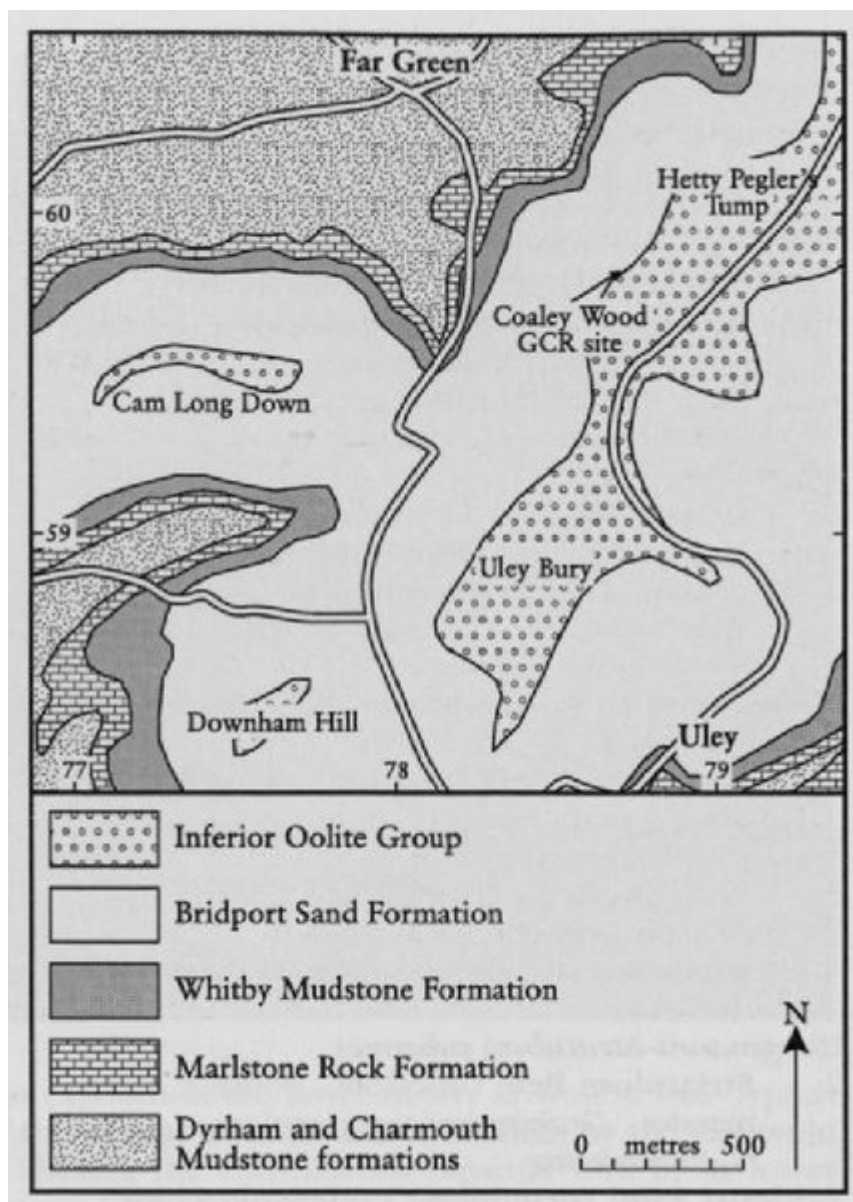 Far Green
Hetty Pegler's
Tump
60
Coaley Wood
GCR site
Cam Long Down
59
Uley Bury
Downham Hill
Uley
77
78
79
Inferior Oolite Group
Bridport Sand Formation
Whitby Mudstone Formation
Marlstone Rock Formation
Dyrham and Charmouth
Mudstone formations
N
0 metres 500